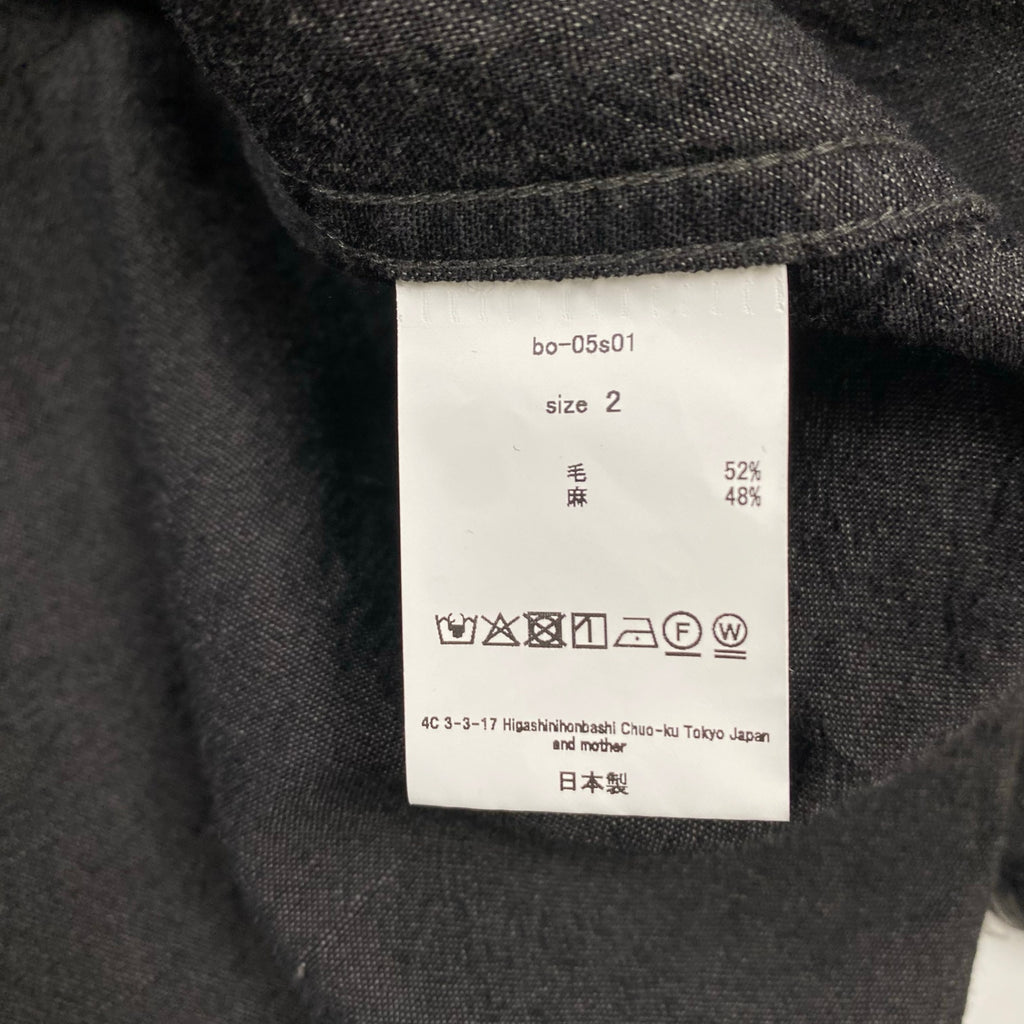 bo-05s01
size 2
毛 52%
麻 48%
F W
4C 3-3-17 Higashinihonbashi Chuo-ku Tokyo Japan
and mother
日本製